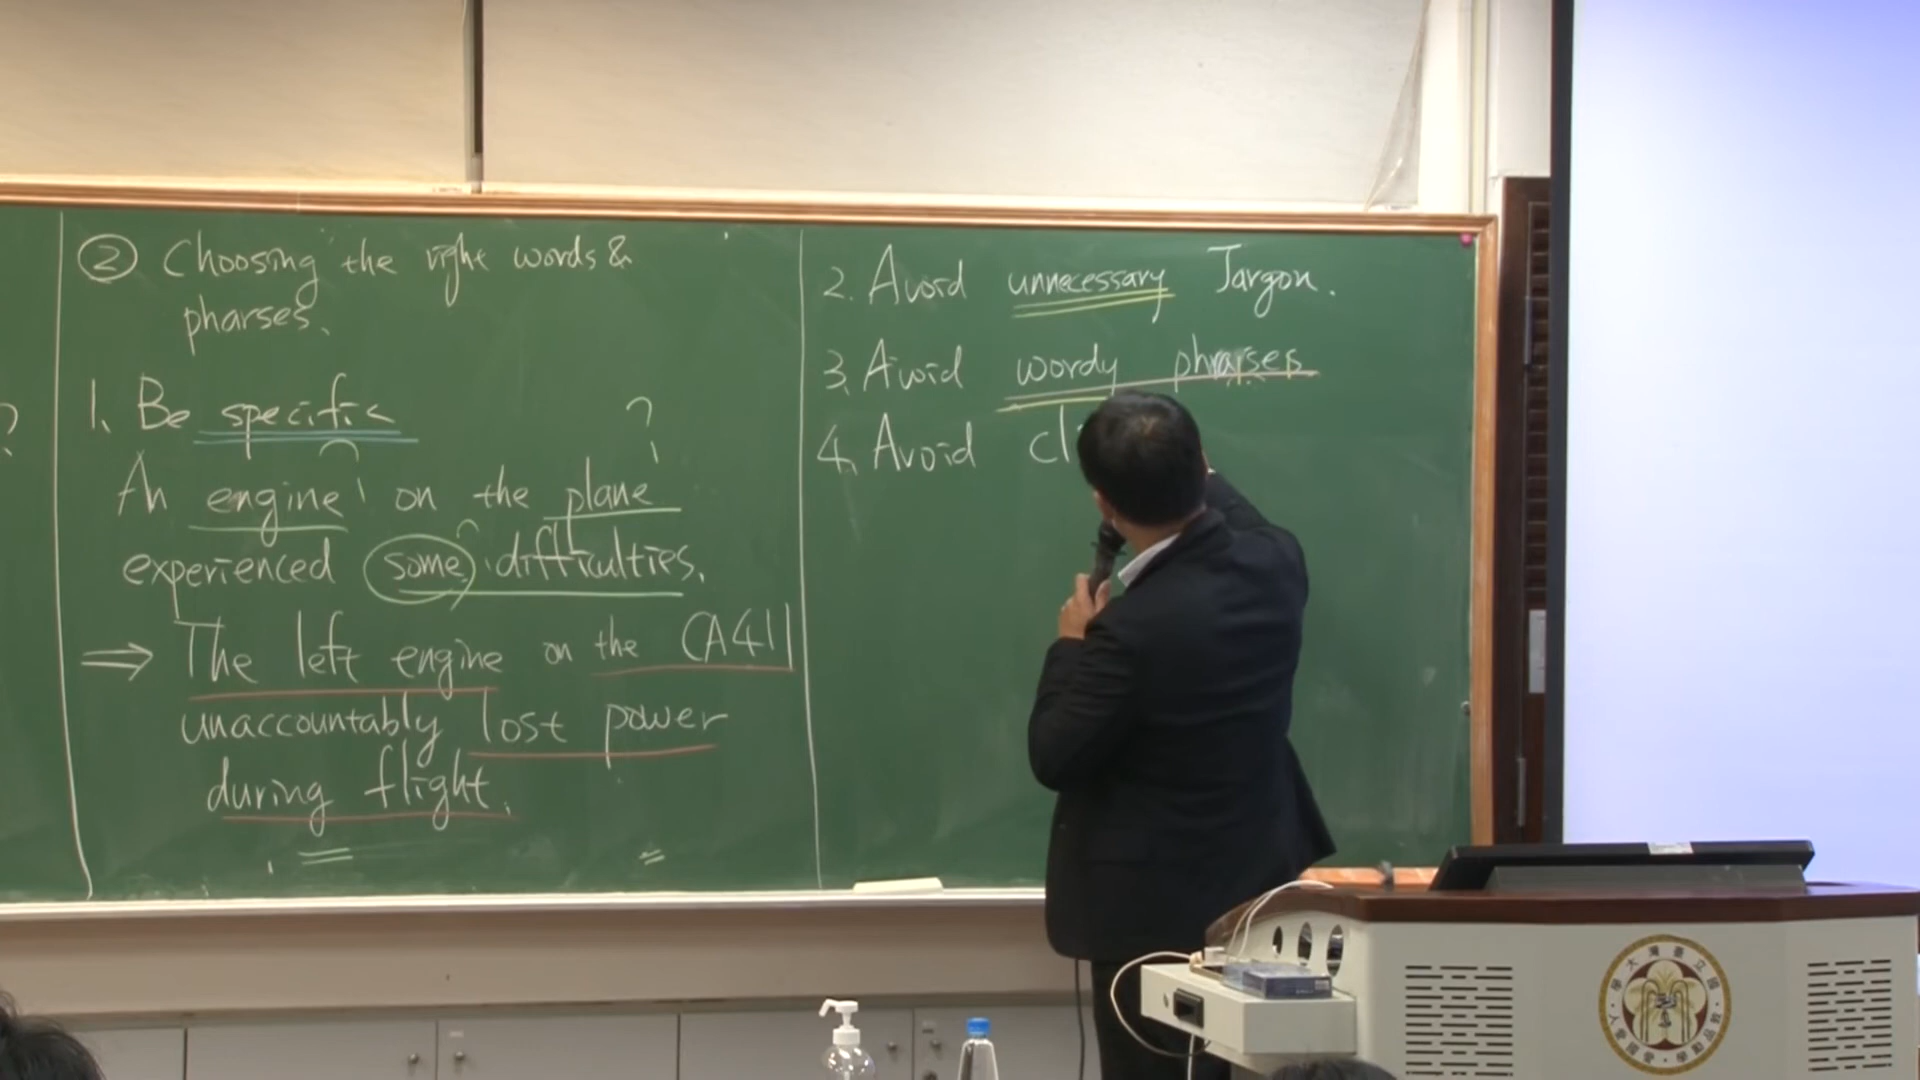 ② Choosing the right words &
pharses.
1. Be specific
?
?
An engine on the plane
experienced some difficulties.
⇒ The left engine on the CA411
unaccountably lost power
during flight.
2. Avoid unnecessary Jargon.
3. Avoid wordy phrarses
4. Avoid cl